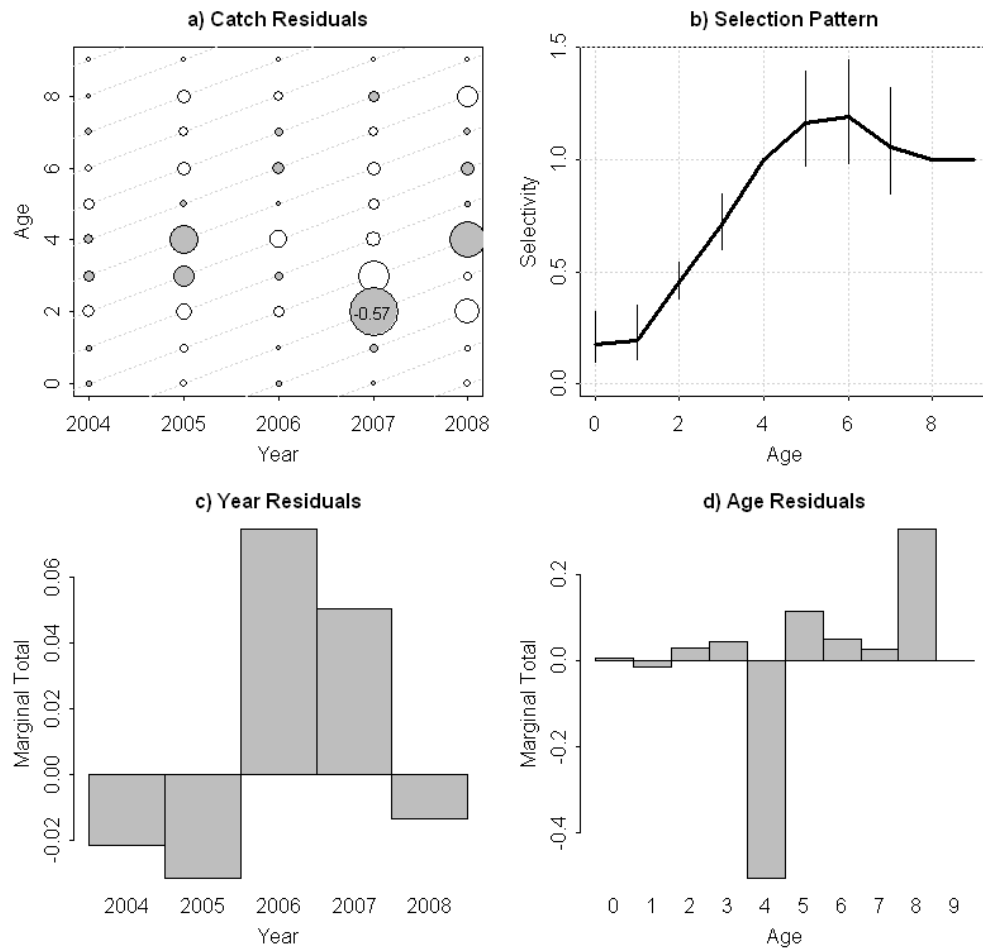 a) Catch Residuals
Age
0 2 4 6 8
-0.57
2004 2005 2006 2007 2008
Year
b) Selection Pattern
Selectivity
0.0 0.5 1.0 1.5
0 2 4 6 8
Age
c) Year Residuals
Marginal Total
-0.02 0.00 0.02 0.04 0.06
2004 2005 2006 2007 2008
Year
d) Age Residuals
Marginal Total
-0.4 -0.2 0.0 0.2
0 1 2 3 4 5 6 7 8 9
Age